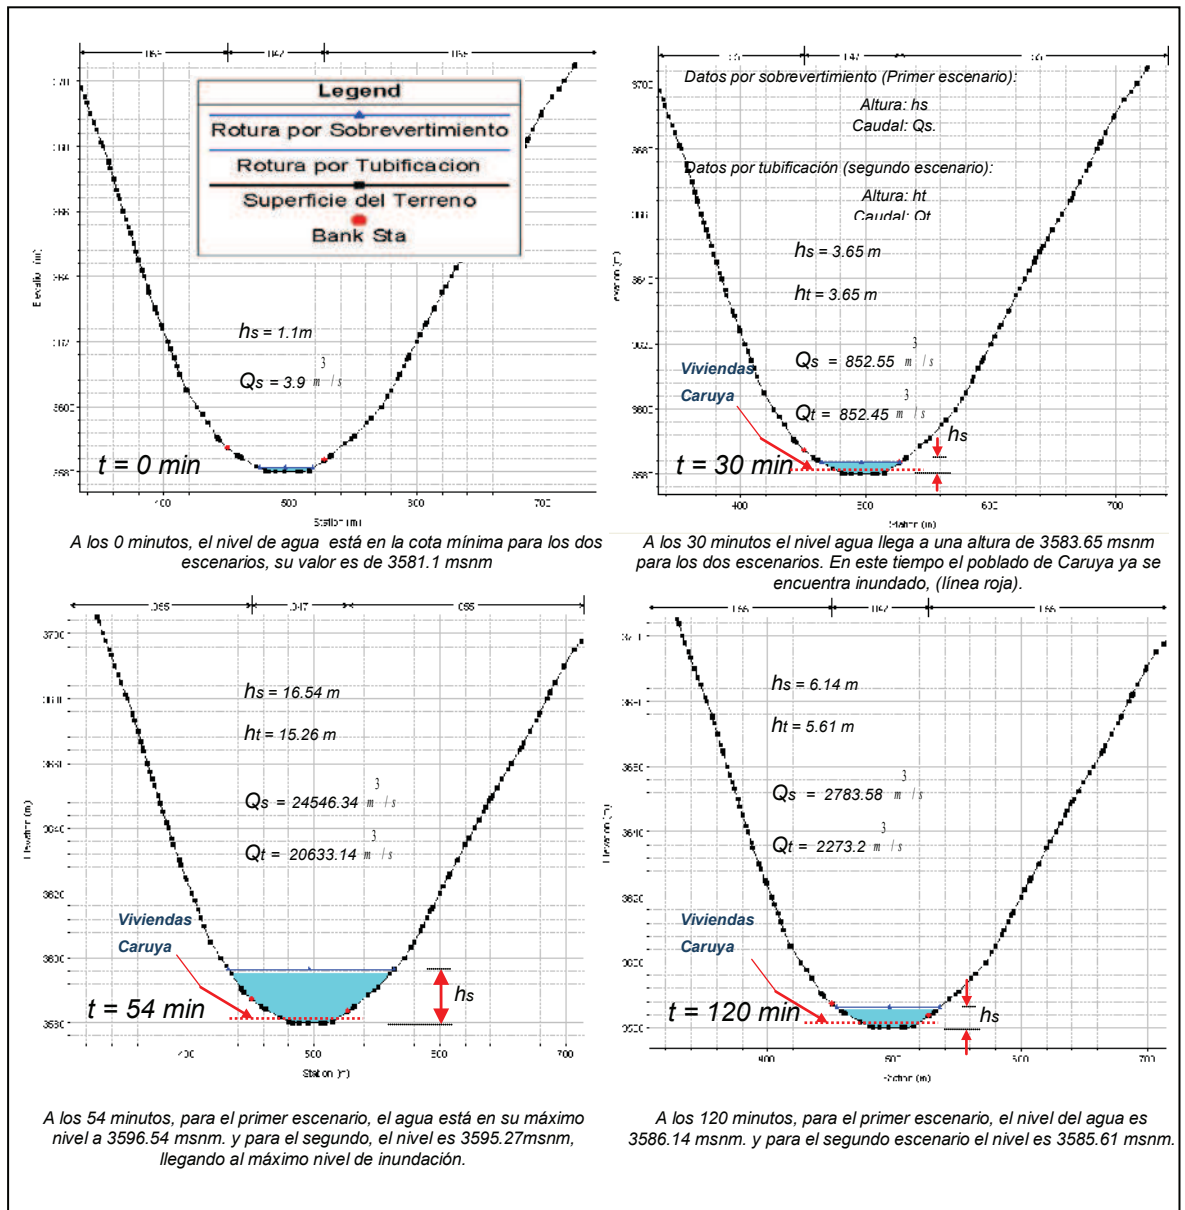 Legend
Rotura por Sobrevertimiento
Rotura por Tubificacion
Superficie del Terreno
Bank Sta
hs = 1.1m
Qs = 3.9 m³/s
3600
t = 0 min
700
Station (m)
A los 0 minutos, el nivel de agua está en la cota mínima para los dos
escenarios, su valor es de 3581.1 msnm
Datos por sobrevertimiento (Primer escenario):
Altura: hs
Caudal: Qs.
Datos por tubificación (segundo escenario):
Altura: ht
Caudal: Qt
hs = 3.65 m
ht = 3.65 m
Qs = 852.55 m³/s
Qt = 852.45 m³/s
Viviendas
Caruya
hs
t = 30 min
400
600
700
A los 30 minutos el nivel agua llega a una altura de 3583.65 msnm
para los dos escenarios. En este tiempo el poblado de Caruya ya se
encuentra inundado, (línea roja).
.047
hs = 16.54 m
ht = 15.26 m
Qs = 24546.34 m³/s
Qt = 20633.14 m³/s
Viviendas
Caruya
hs
t = 54 min
500
700
Station (m)
A los 54 minutos, para el primer escenario, el agua está en su máximo
nivel a 3596.54 msnm. y para el segundo, el nivel es 3595.27msnm,
llegando al máximo nivel de inundación.
hs = 6.14 m
ht = 5.61 m
Qs = 2783.58 m³/s
Qt = 2273.2 m³/s
Viviendas
Caruya
hs
t = 120 min
A los 120 minutos, para el primer escenario, el nivel del agua es
3586.14 msnm. y para el segundo escenario el nivel es 3585.61 msnm.